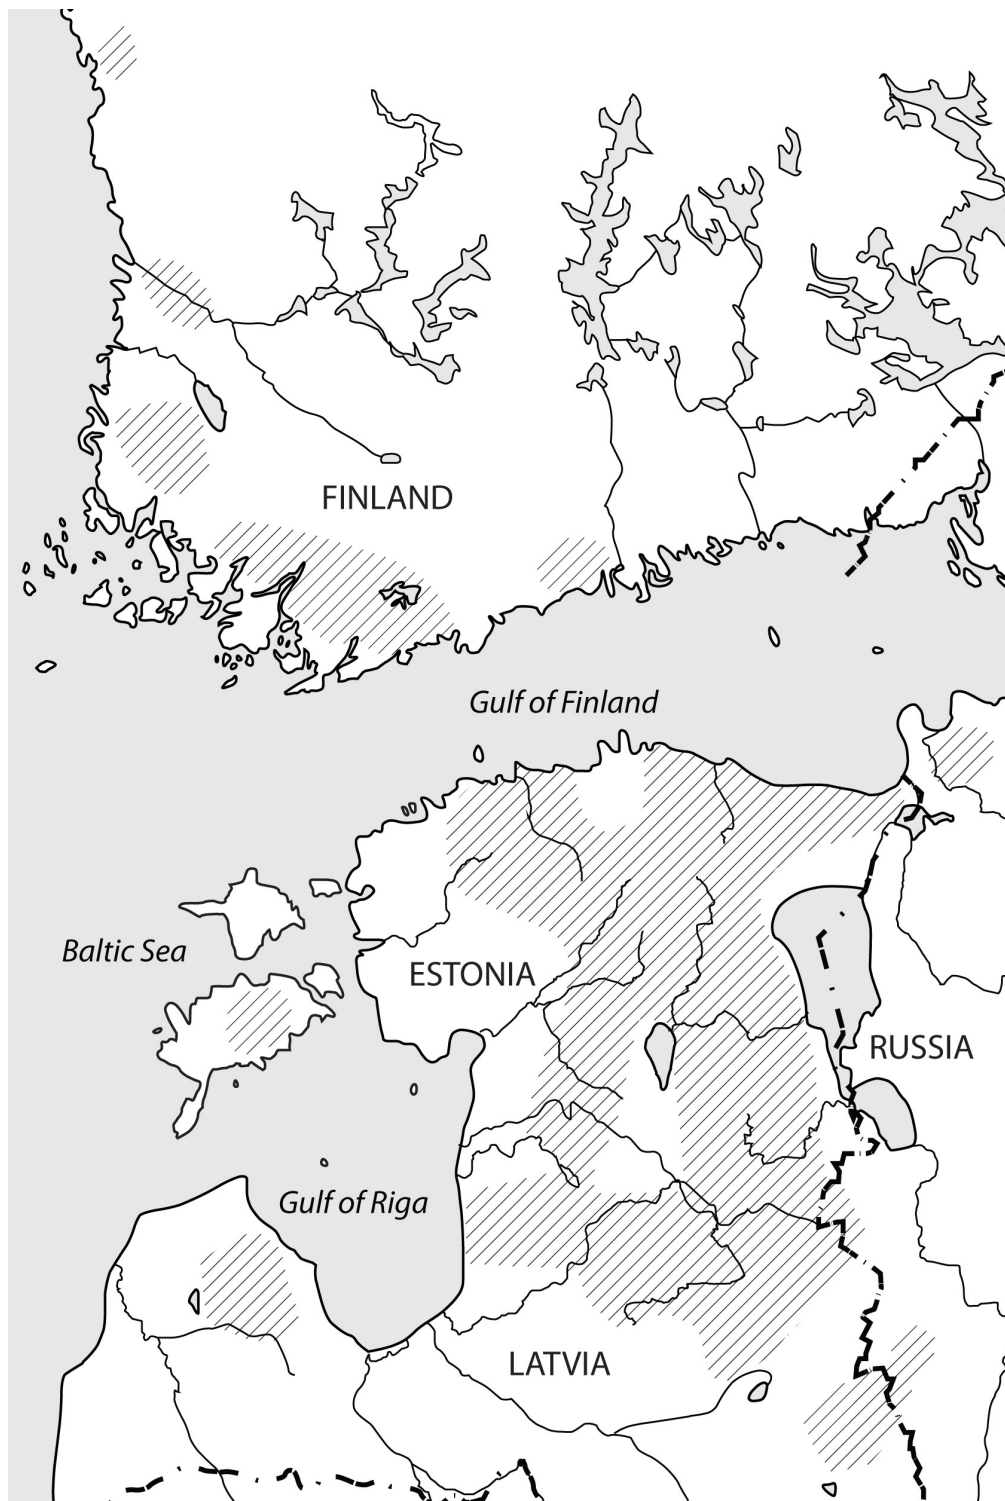 FINLAND
Gulf of Finland
Baltic Sea
ESTONIA
RUSSIA
Gulf of Riga
LATVIA